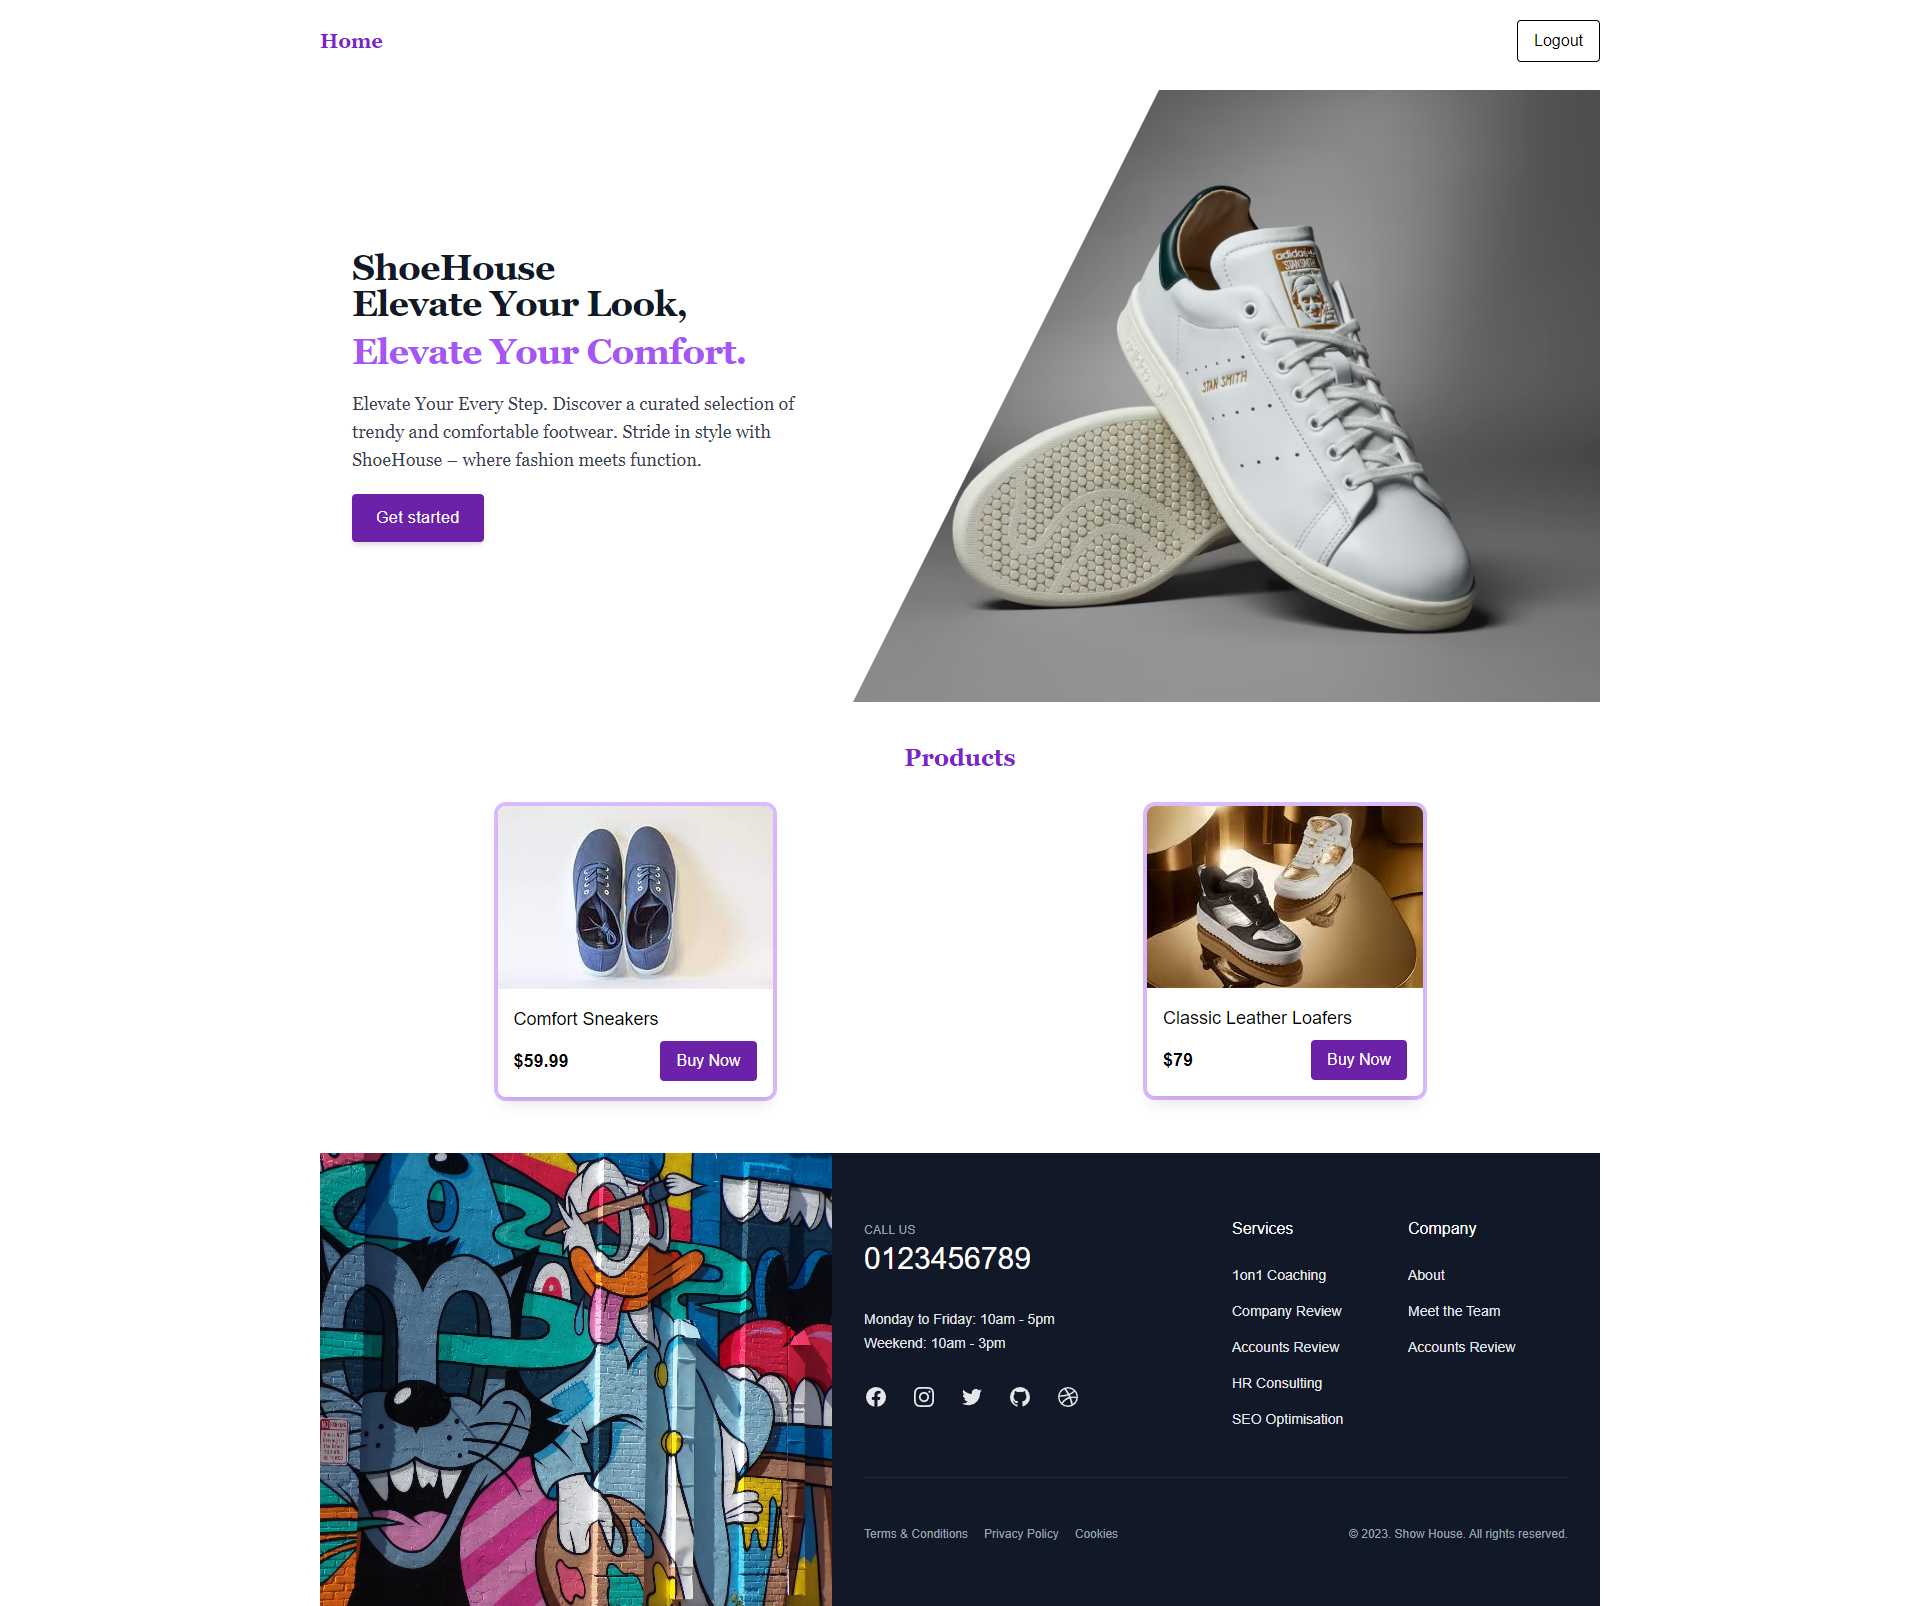 Home
Logout
adidas
STAN SMITH
STAN SMITH
ShoeHouse
Elevate Your Look,
Elevate Your Comfort.
Elevate Your Every Step. Discover a curated selection of
trendy and comfortable footwear. Stride in style with
ShoeHouse – where fashion meets function.
Get started
Products
Comfort Sneakers
$59.99
Buy Now
Classic Leather Loafers
$79
Buy Now
CALL US
0123456789
Monday to Friday: 10am - 5pm
Weekend: 10am - 3pm
Services
1on1 Coaching
Company Review
Accounts Review
HR Consulting
SEO Optimisation
Company
About
Meet the Team
Accounts Review
NO PARKING
Terms & Conditions
Privacy Policy
Cookies
© 2023. Show House. All rights reserved.